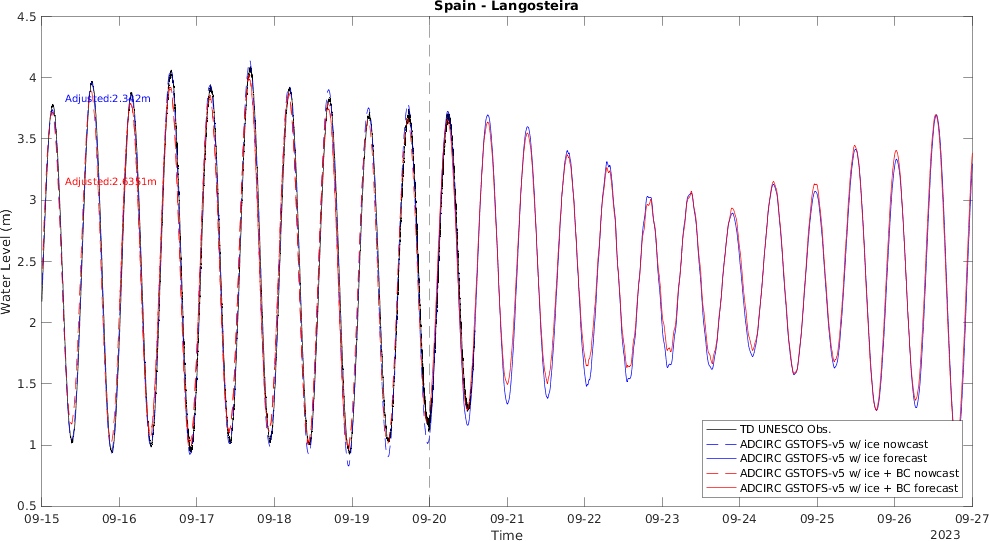 Spain - Langosteira
4.5
4
3.5
3
2.5
2
1.5
1
0.5
Water Level (m)
Adjusted:2.342m
Adjusted:2.6351m
TD UNESCO Obs.
ADCIRC GSTOFS-v5 w/ ice nowcast
ADCIRC GSTOFS-v5 w/ ice forecast
ADCIRC GSTOFS-v5 w/ ice + BC nowcast
ADCIRC GSTOFS-v5 w/ ice + BC forecast
09-15 09-16 09-17 09-18 09-19 09-20 09-21 09-22 09-23 09-24 09-25 09-26 09-27
Time
2023